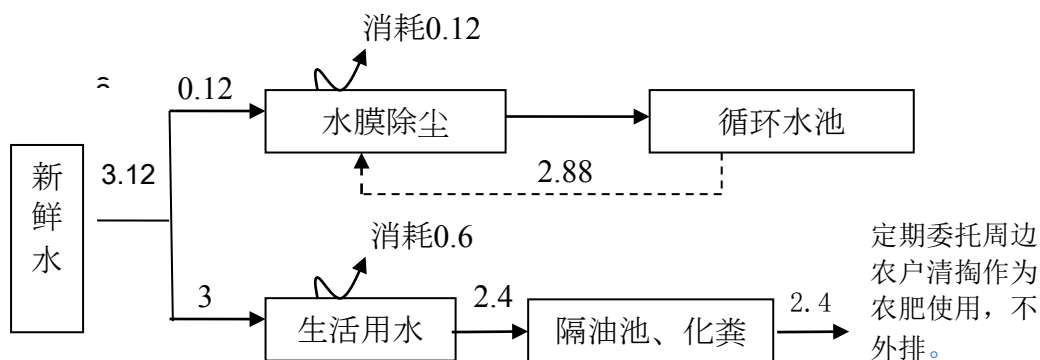 消耗0.12
0.12
水膜除尘
循环水池
2.88
新
鲜
水
3.12
消耗0.6
3
生活用水
2.4
隔油池、化粪
2.4
定期委托周边
农户清掏作为
农肥使用，不
外排。